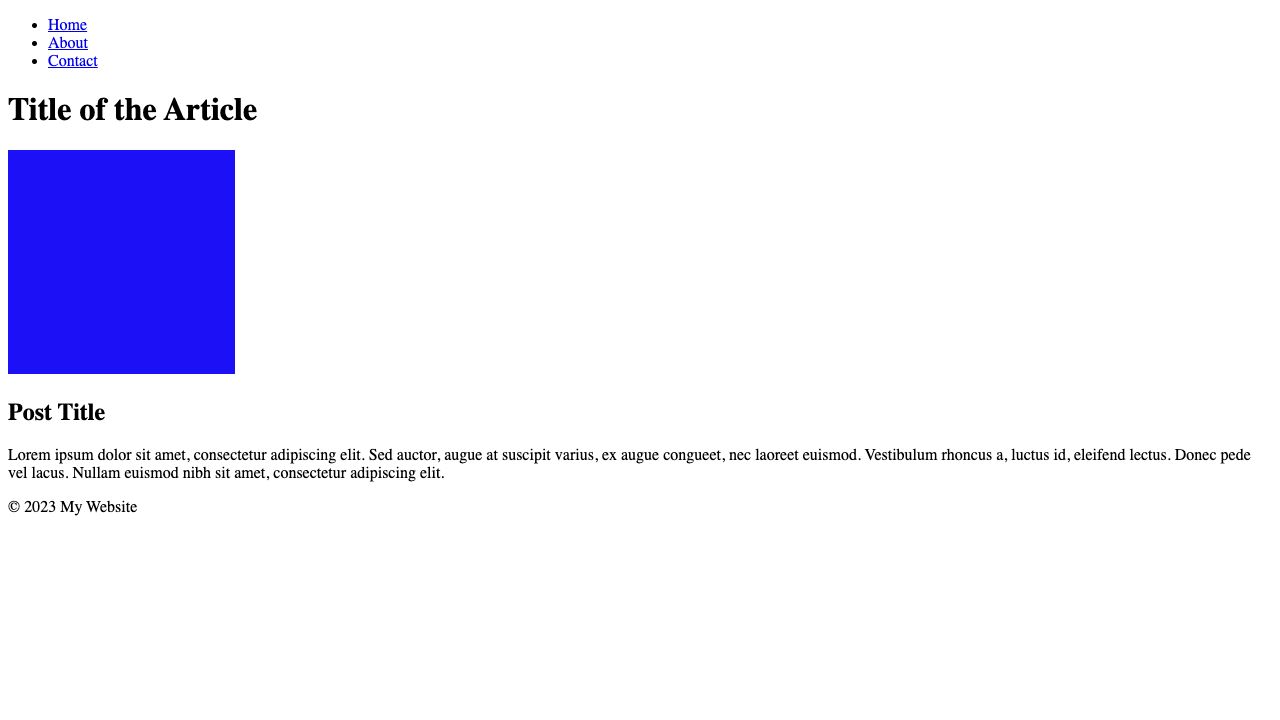 Home
About
Contact
Title of the Article
Post Title
Lorem ipsum dolor sit amet, consectetur adipiscing elit. Sed auctor, augue at suscipit varius, ex augue congueet, nec laoreet euismod. Vestibulum rhoncus a, luctus id, eleifend lectus. Donec pede
vel lacus. Nullam euismod nibh sit amet, consectetur adipiscing elit.
© 2023 My Website